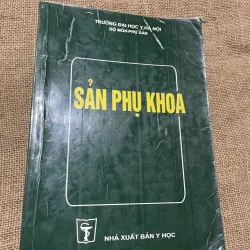 TRƯỜNG ĐẠI HỌC Y HÀ NỘI
BỘ MÔN PHỤ SẢN
SẢN PHỤ KHOA
NHÀ XUẤT BẢN Y HỌC